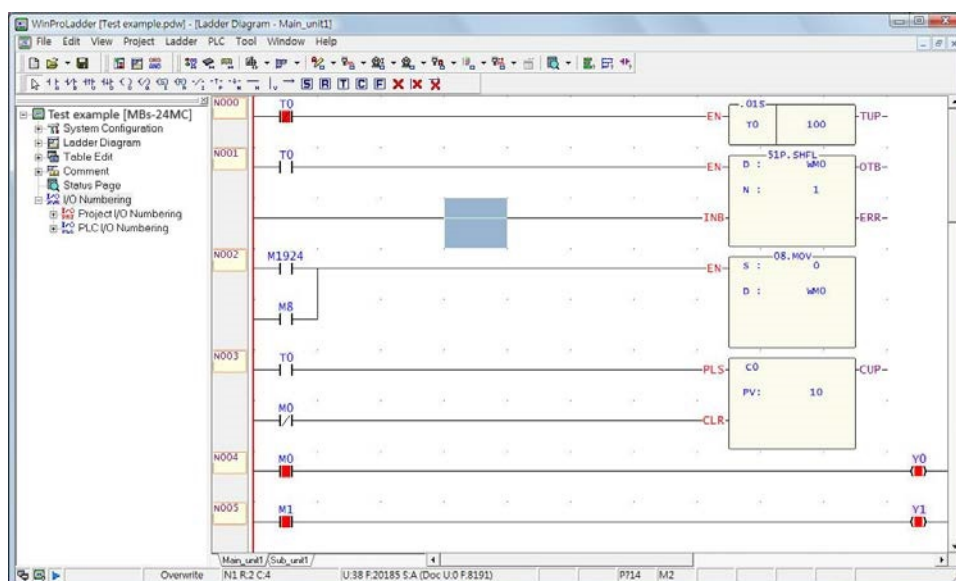 WinProLadder [Test example.pdw] - [Ladder Diagram - Main_unit1]
File Edit View Project Ladder PLC Tool Window Help
S R T C F
Test example [MBs-24MC]
System Configuration
Ladder Diagram
Table Edit
Comment
Status Page
I/O Numbering
Project I/O Numbering
PLC I/O Numbering
N000 T0 EN .01S TUP
T0 100
N001 T0 EN 51P.SHFL OTB
D : WM0
N : 1
INB ERR
N002 M1924 EN 08.MOV
S : 0
D : WM0
M8
N003 T0 PLS C0 CUP
PV: 10
M0 CLR
N004 M0 Y0
N005 M1 Y1
Main_unit1 Sub_unit1
Overwrite N1 R:2 C:4 U:38 F:20185 S:A (Doc U:0 F:8191) P714 M2